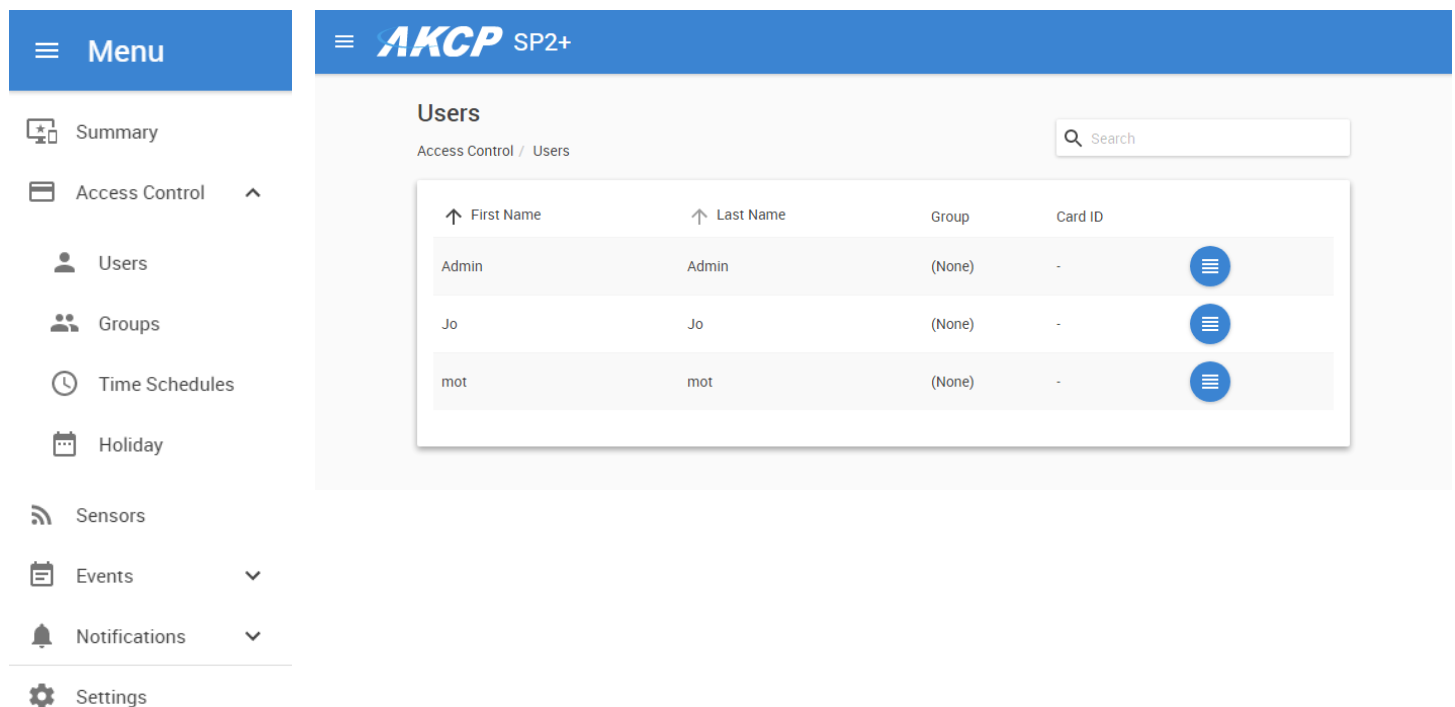 Menu
Summary
Access Control
Users
Groups
Time Schedules
Holiday
Sensors
Events
Notifications
Settings
AKCP SP2+
Users
Access Control / Users
Search
First Name Last Name Group Card ID
Admin Admin (None) -
Jo Jo (None) -
mot mot (None) -